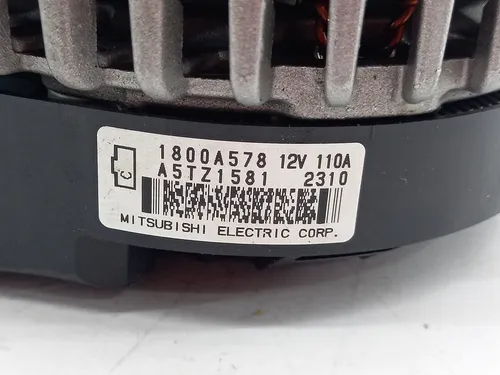 1800A578 12V 110A
C A5TZ1581 2310
MITSUBISHI ELECTRIC CORP.